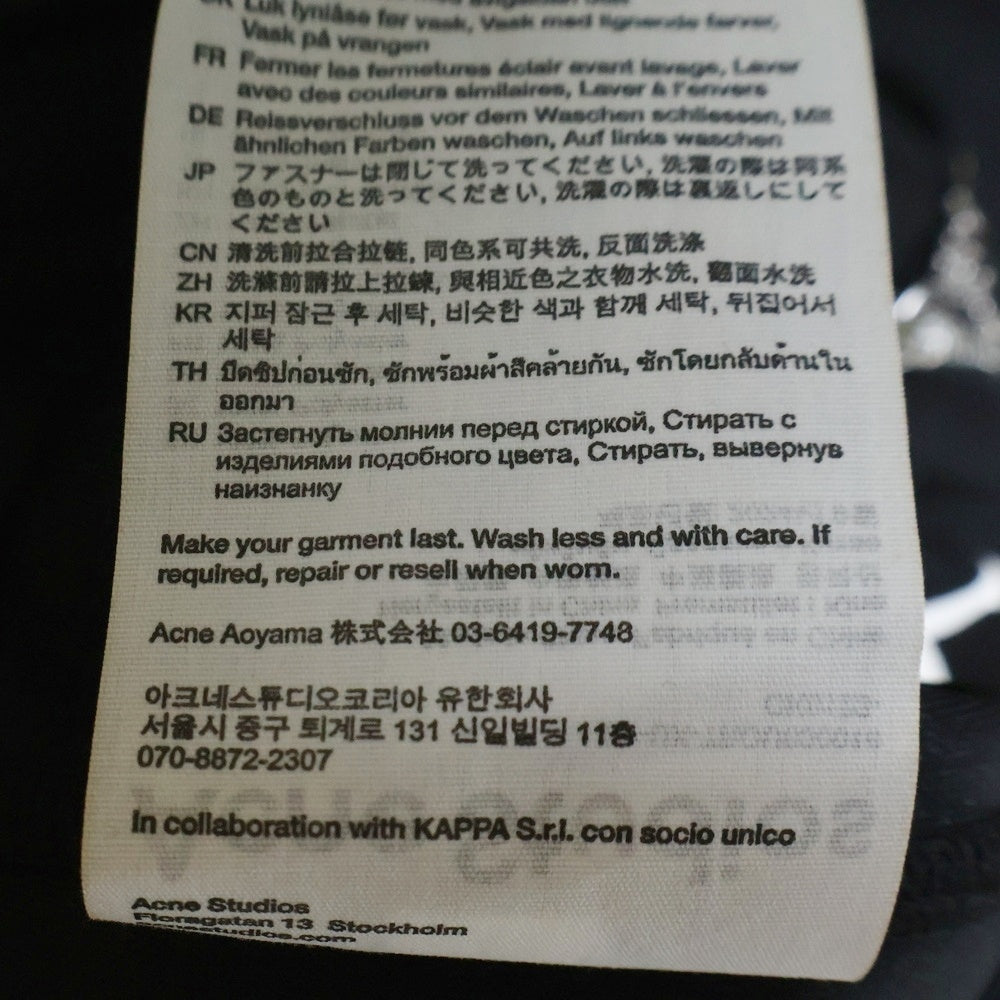 Luk lynlåse før vask, Vask med lignende farver,
Vask på vrangen
FR Fermer les fermetures éclair avant lavage, Laver
avec des couleurs similaires, Laver à l'envers
DE Reissverschluss vor dem Waschen schliessen, Mit
ähnlichen Farben waschen, Auf links waschen
JP ファスナーは閉じて洗ってください, 洗濯の際は同系
色のものと洗ってください, 洗濯の際は裏返しにして
ください
CN 清洗前拉合拉链, 同色系可共洗, 反面洗涤
ZH 洗滌前請拉上拉鍊, 與相近色之衣物水洗, 翻面水洗
KR 지퍼 잠근 후 세탁, 비슷한 색과 함께 세탁, 뒤집어서
세탁
TH ปิดซิปก่อนซัก, ซักพร้อมผ้าสีคล้ายกัน, ซักโดยกลับด้านใน
ออกมา
RU Застегнуть молнии перед стиркой, Стирать с
изделиями подобного цвета, Стирать, вывернув
наизнанку
Make your garment last. Wash less and with care. If
required, repair or resell when worn.
Acne Aoyama 株式会社 03-6419-7748
아크네스튜디오코리아 유한회사
서울시 중구 퇴계로 131 신일빌딩 11층
070-8872-2307
In collaboration with KAPPA S.r.l. con socio unico
Acne Studios
Floragatan 13 Stockholm
acnestudios.com